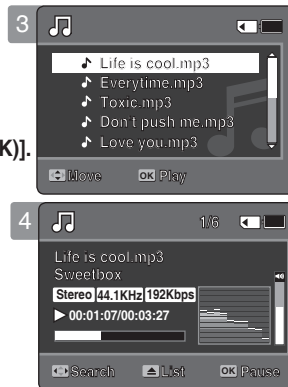 3
Life is cool.mp3
Everytime.mp3
Toxic.mp3
Don't push me.mp3
Love you.mp3
K)].
Move OK Play
4
1/6
Life is cool.mp3
Sweetbox
Stereo 44.1KHz 192Kbps
00:01:07/00:03:27
Search List OK Pause